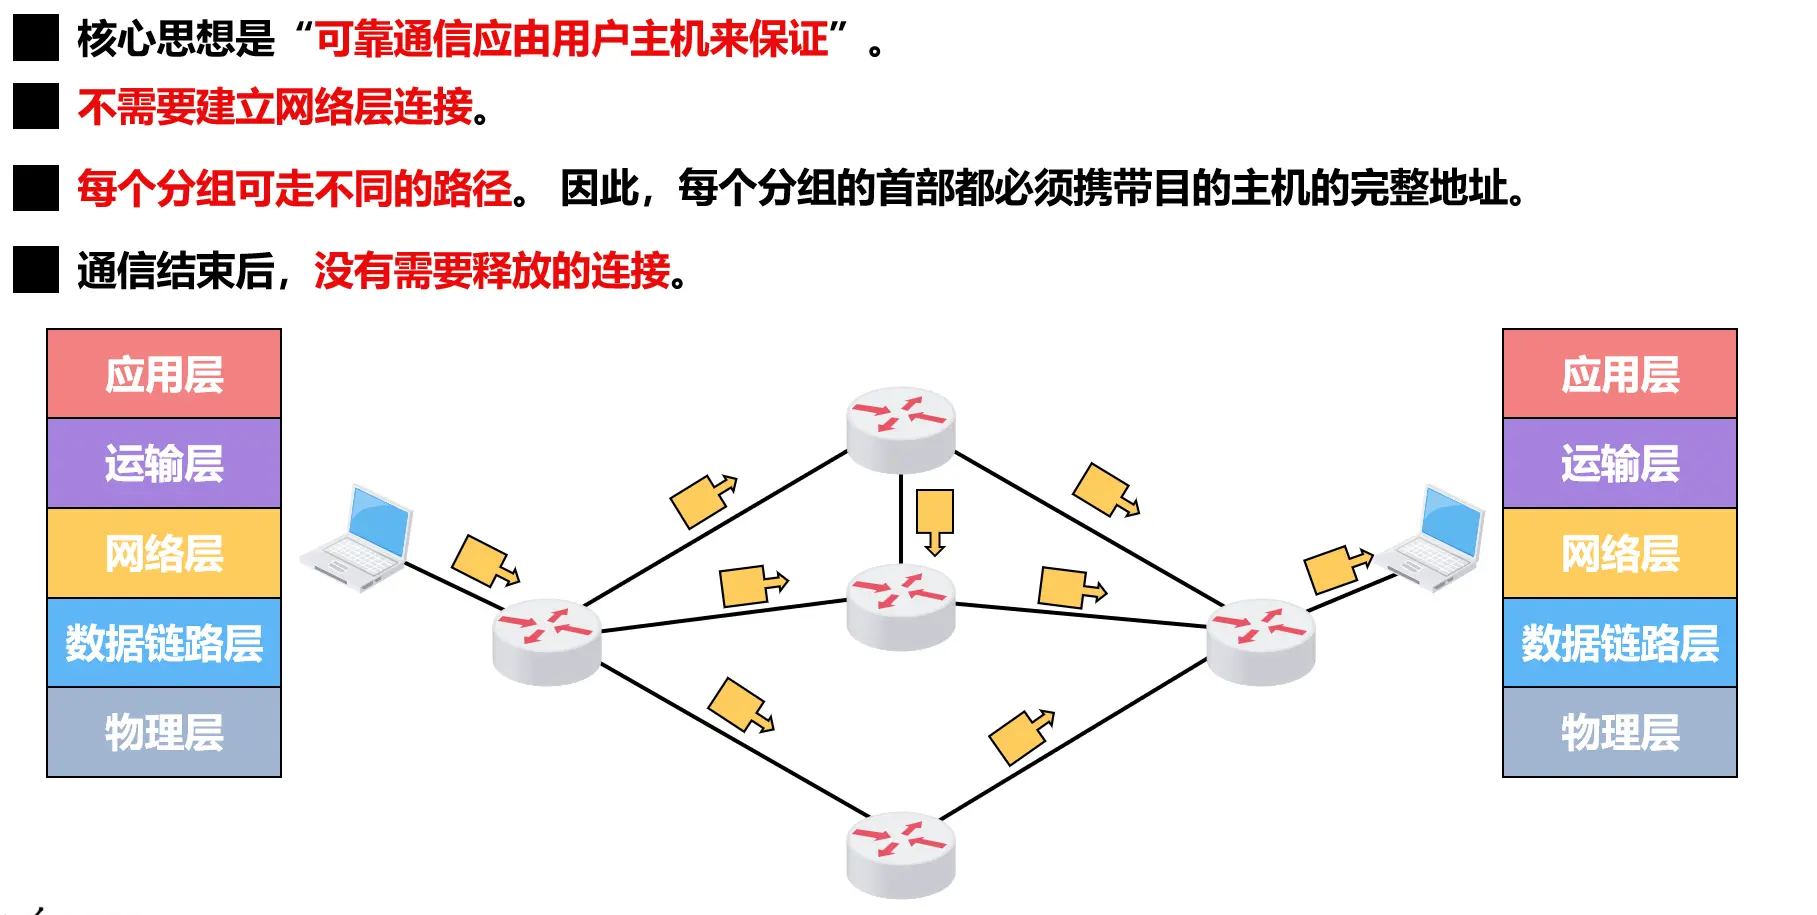 核心思想是“可靠通信应由用户主机来保证”。
不需要建立网络层连接。
每个分组可走不同的路径。 因此，每个分组的首部都必须携带目的主机的完整地址。
通信结束后，没有需要释放的连接。
应用层
运输层
网络层
数据链路层
物理层
应用层
运输层
网络层
数据链路层
物理层